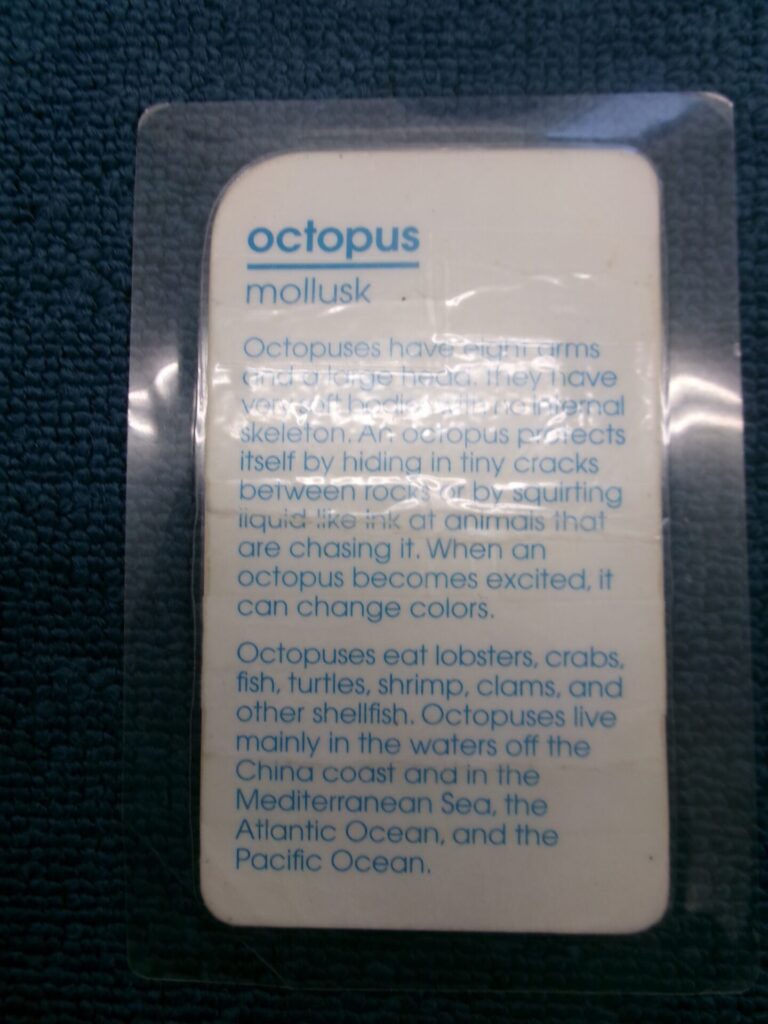 octopus
mollusk
Octopuses have eight arms
and a large head. They have
very soft bodies with no internal
skeleton. An octopus protects
itself by hiding in tiny cracks
between rocks or by squirting
liquid like ink at animals that
are chasing it. When an
octopus becomes excited, it
can change colors.
Octopuses eat lobsters, crabs,
fish, turtles, shrimp, clams, and
other shellfish. Octopuses live
mainly in the waters off the
China coast and in the
Mediterranean Sea, the
Atlantic Ocean, and the
Pacific Ocean.